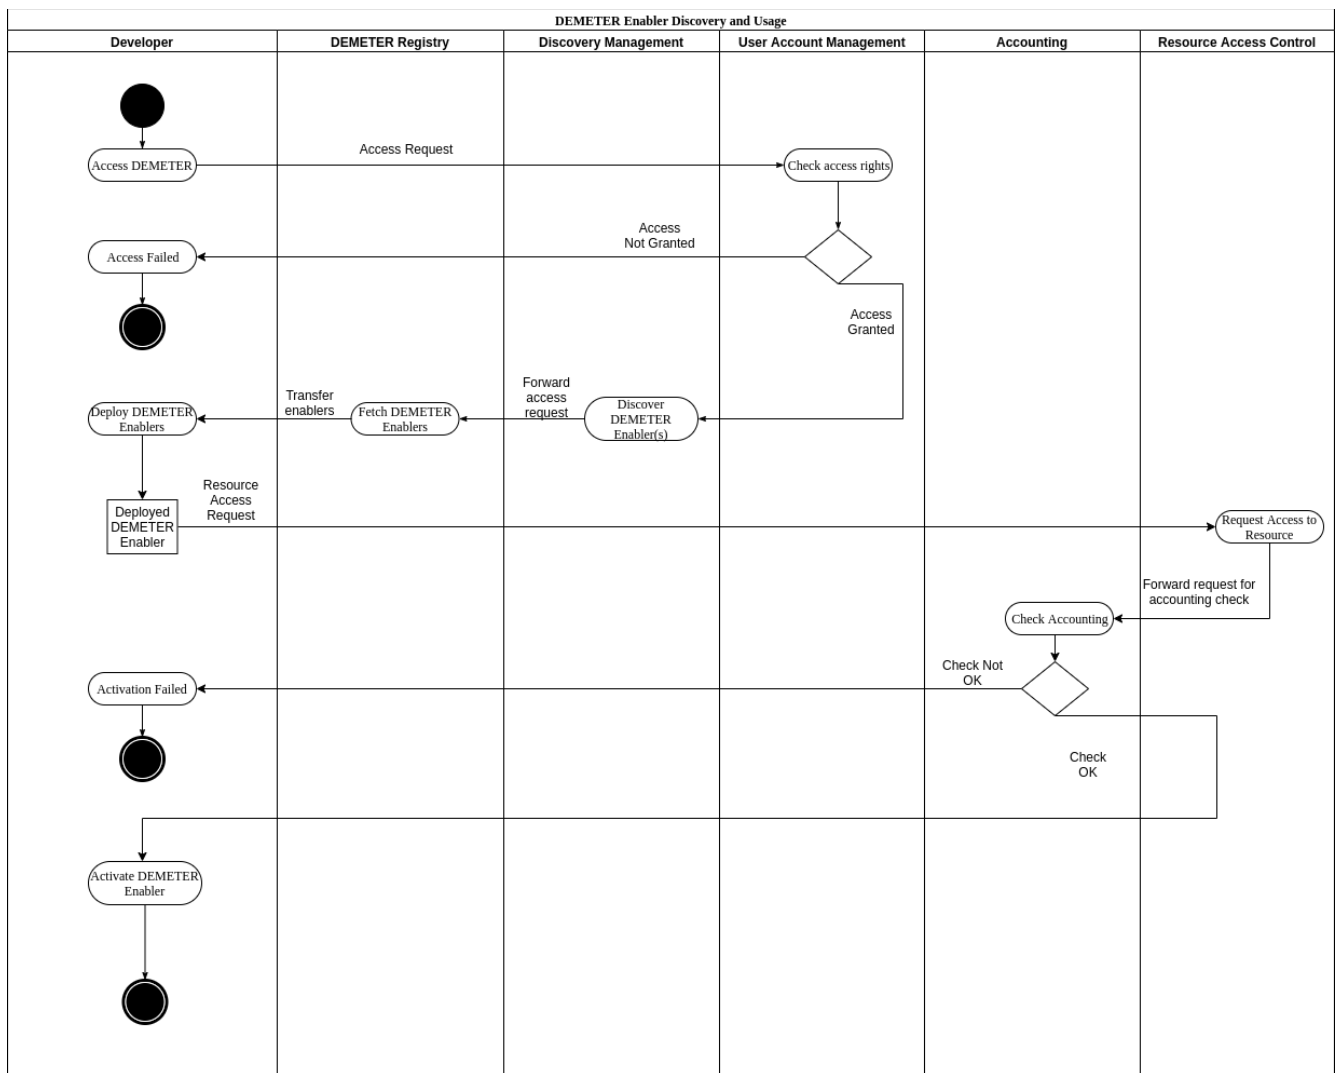 DEMETER Enabler Discovery and Usage
Developer
DEMETER Registry
Discovery Management
User Account Management
Accounting
Resource Access Control
Access DEMETER
Access Request
Check access rights
Access
Not Granted
Access Failed
Access
Granted
Deploy DEMETER
Enablers
Transfer
enablers
Fetch DEMETER
Enablers
Forward
access
request
Discover
DEMETER
Enabler(s)
Deployed
DEMETER
Enabler
Resource
Access
Request
Request Access to
Resource
Forward request for
accounting check
Check Accounting
Check Not
OK
Activation Failed
Check
OK
Activate DEMETER
Enabler